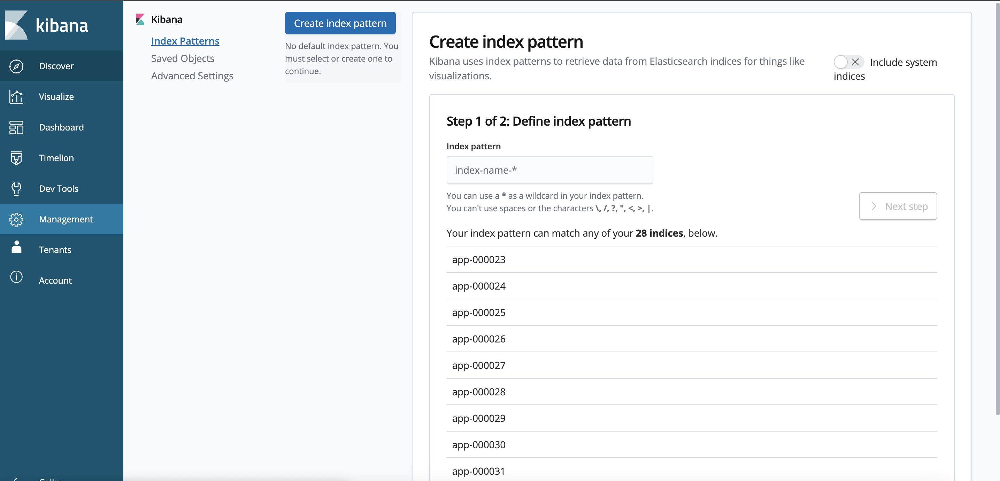 kibana
Discover
Visualize
Dashboard
Timelion
Dev Tools
Management
Tenants
Account
Kibana
Index Patterns
Saved Objects
Advanced Settings
Create index pattern
No default index pattern. You
must select or create one to
continue.
Create index pattern
Kibana uses index patterns to retrieve data from Elasticsearch indices for things like
visualizations.
Include system
indices
Step 1 of 2: Define index pattern
Index pattern
index-name-*
You can use a * as a wildcard in your index pattern.
You can't use spaces or the characters \, /, ?, ", <, >, |.
Next step
Your index pattern can match any of your 28 indices, below.
app-000023
app-000024
app-000025
app-000026
app-000027
app-000028
app-000029
app-000030
app-000031